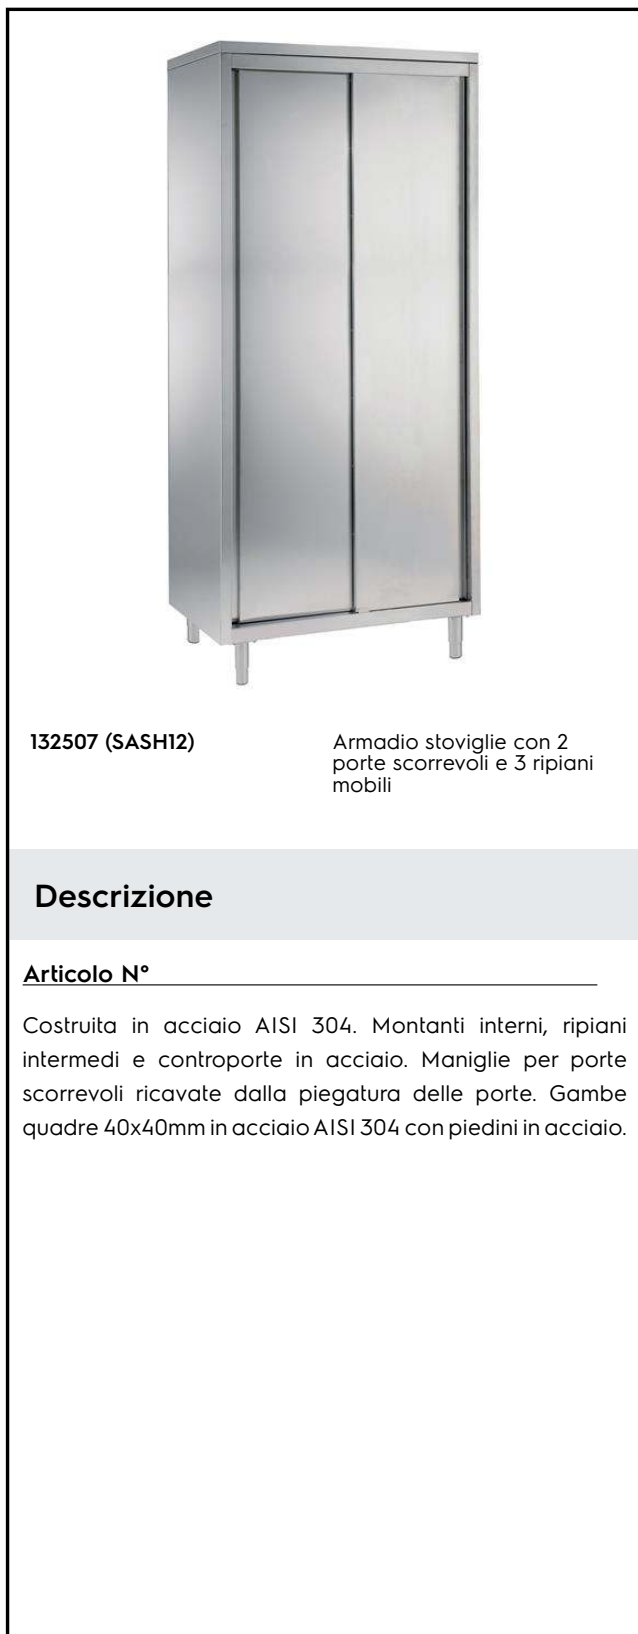 132507 (SASH12)
Armadio stoviglie con 2
porte scorrevoli e 3 ripiani
mobili
Descrizione
Articolo N°
Costruita in acciaio AISI 304. Montanti interni, ripiani
intermedi e controporte in acciaio. Maniglie per porte
scorrevoli ricavate dalla piegatura delle porte. Gambe
quadre 40x40mm in acciaio AISI 304 con piedini in acciaio.